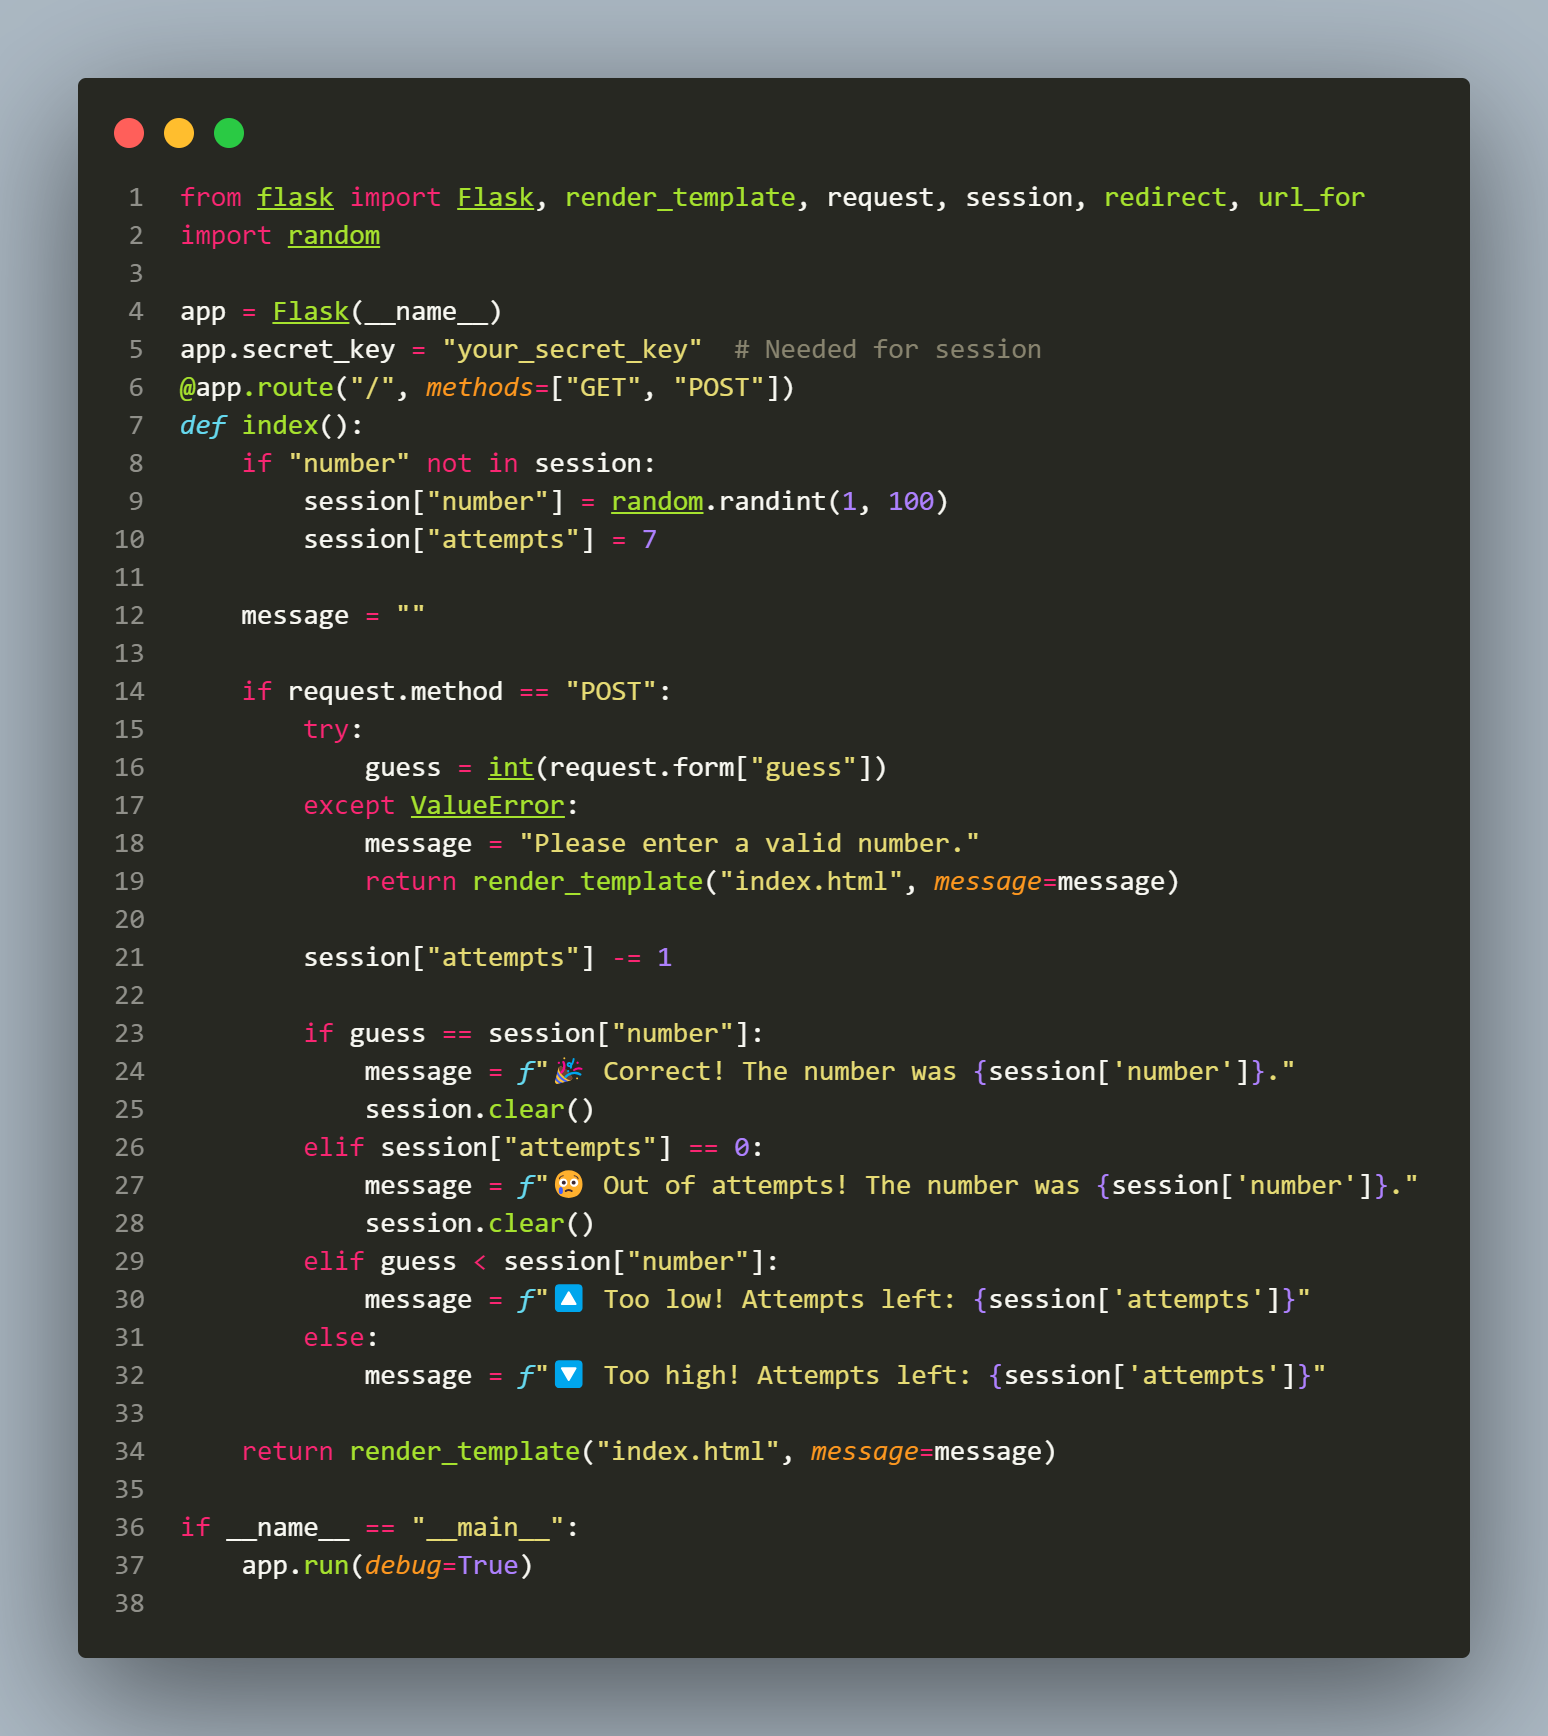 1 from flask import Flask, render_template, request, session, redirect, url_for
2 import random
3
4 app = Flask(__name__)
5 app.secret_key = "your_secret_key"  # Needed for session
6 @app.route("/", methods=["GET", "POST"])
7 def index():
8     if "number" not in session:
9         session["number"] = random.randint(1, 100)
10         session["attempts"] = 7
11
12     message = ""
13
14     if request.method == "POST":
15         try:
16             guess = int(request.form["guess"])
17         except ValueError:
18             message = "Please enter a valid number."
19             return render_template("index.html", message=message)
20
21         session["attempts"] -= 1
22
23         if guess == session["number"]:
24             message = f"🎉 Correct! The number was {session['number']}."
25             session.clear()
26         elif session["attempts"] == 0:
27             message = f"😢 Out of attempts! The number was {session['number']}."
28             session.clear()
29         elif guess < session["number"]:
30             message = f"🔼 Too low! Attempts left: {session['attempts']}"
31         else:
32             message = f"🔽 Too high! Attempts left: {session['attempts']}"
33
34     return render_template("index.html", message=message)
35
36 if __name__ == "__main__":
37     app.run(debug=True)
38